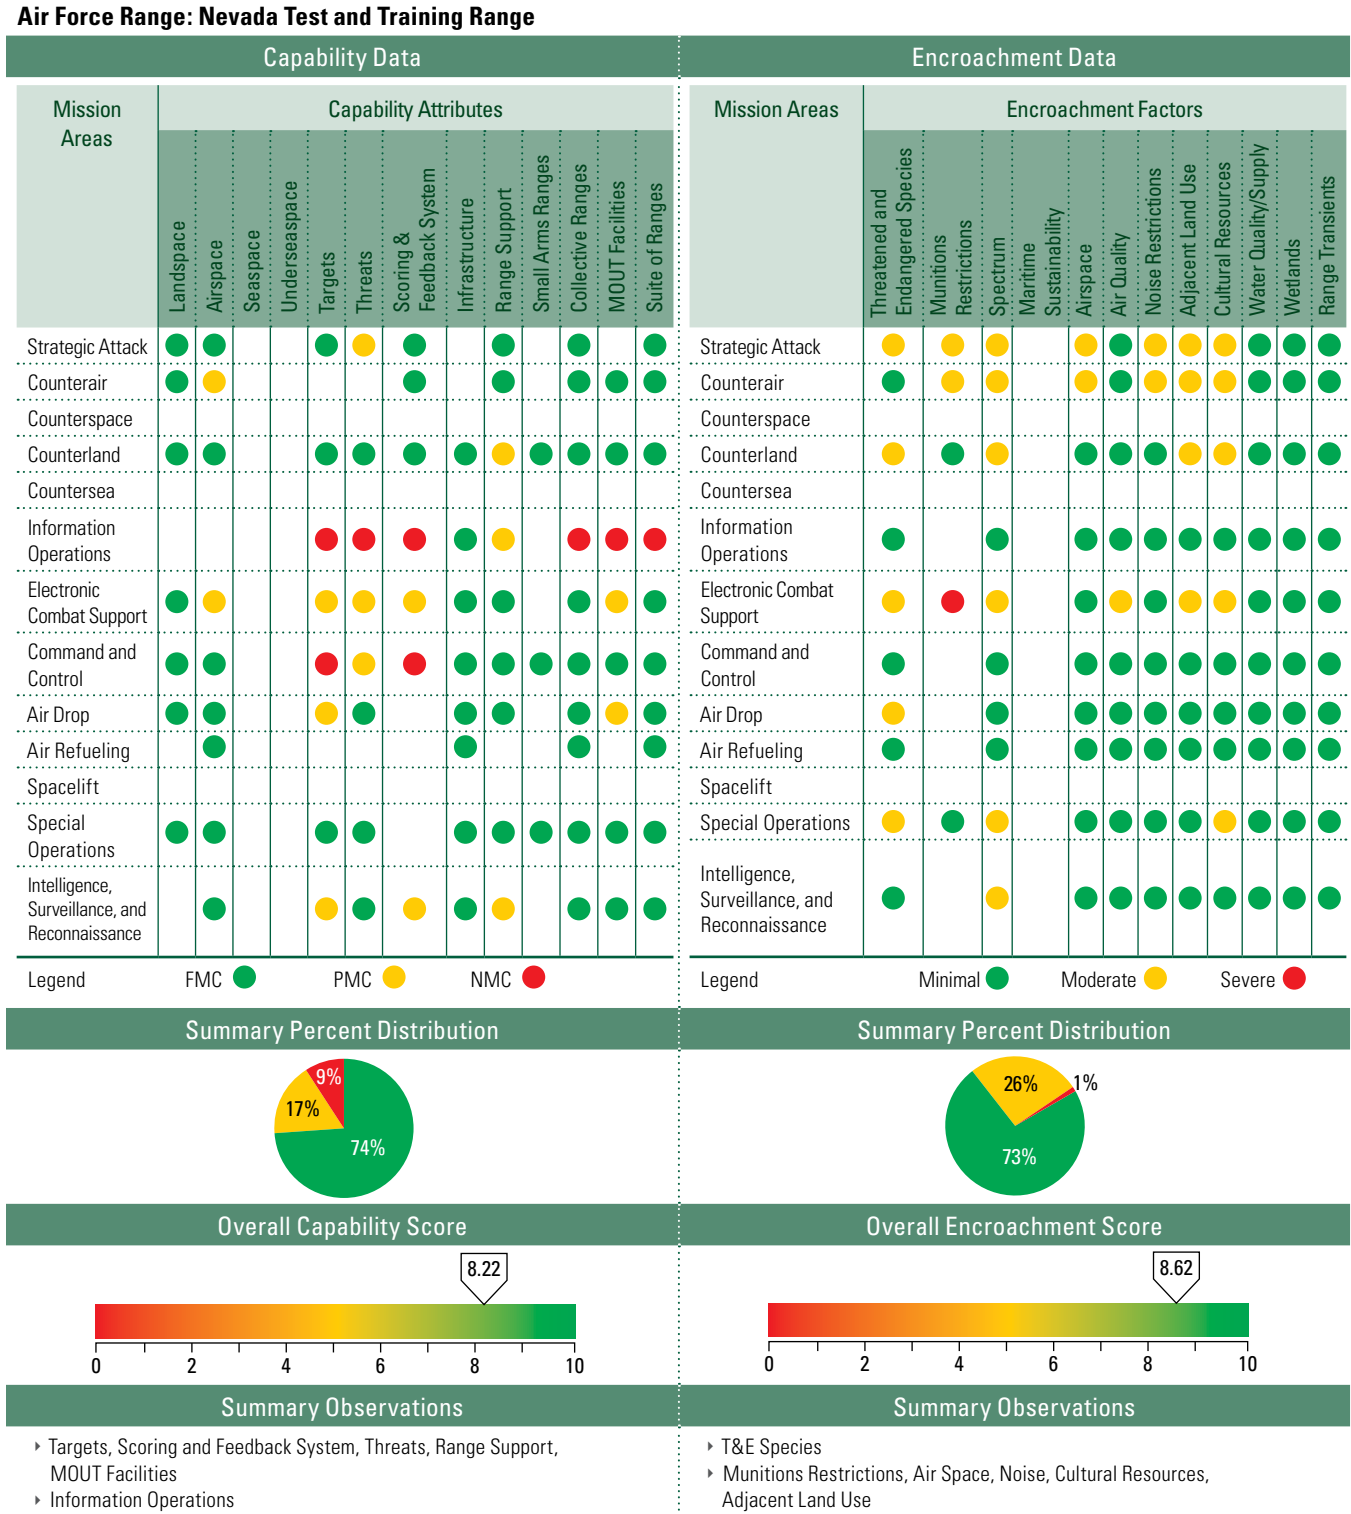 Air Force Range: Nevada Test and Training Range
Capability Data
Mission
Areas
Capability Attributes
Landspace
Airspace
Seaspace
Underseaspace
Targets
Threats
Scoring &
Feedback System
Infrastructure
Range Support
Small Arms Ranges
Collective Ranges
MOUT Facilities
Suite of Ranges
Strategic Attack
Counterair
Counterspace
Counterland
Countersea
Information
Operations
Electronic
Combat Support
Command and
Control
Air Drop
Air Refueling
Spacelift
Special
Operations
Intelligence,
Surveillance, and
Reconnaissance
Legend
FMC
PMC
NMC
Summary Percent Distribution
9%
17%
74%
Overall Capability Score
8.22
0 2 4 6 8 10
Summary Observations
‣ Targets, Scoring and Feedback System, Threats, Range Support,
MOUT Facilities
‣ Information Operations
Encroachment Data
Mission Areas
Encroachment Factors
Threatened and
Endangered Species
Munitions
Restrictions
Spectrum
Maritime
Sustainability
Airspace
Air Quality
Noise Restrictions
Adjacent Land Use
Cultural Resources
Water Quality/Supply
Wetlands
Range Transients
Strategic Attack
Counterair
Counterspace
Counterland
Countersea
Information
Operations
Electronic Combat
Support
Command and
Control
Air Drop
Air Refueling
Spacelift
Special Operations
Intelligence,
Surveillance, and
Reconnaissance
Legend
Minimal
Moderate
Severe
Summary Percent Distribution
26%
1%
73%
Overall Encroachment Score
8.62
0 2 4 6 8 10
Summary Observations
‣ T&E Species
‣ Munitions Restrictions, Air Space, Noise, Cultural Resources,
Adjacent Land Use